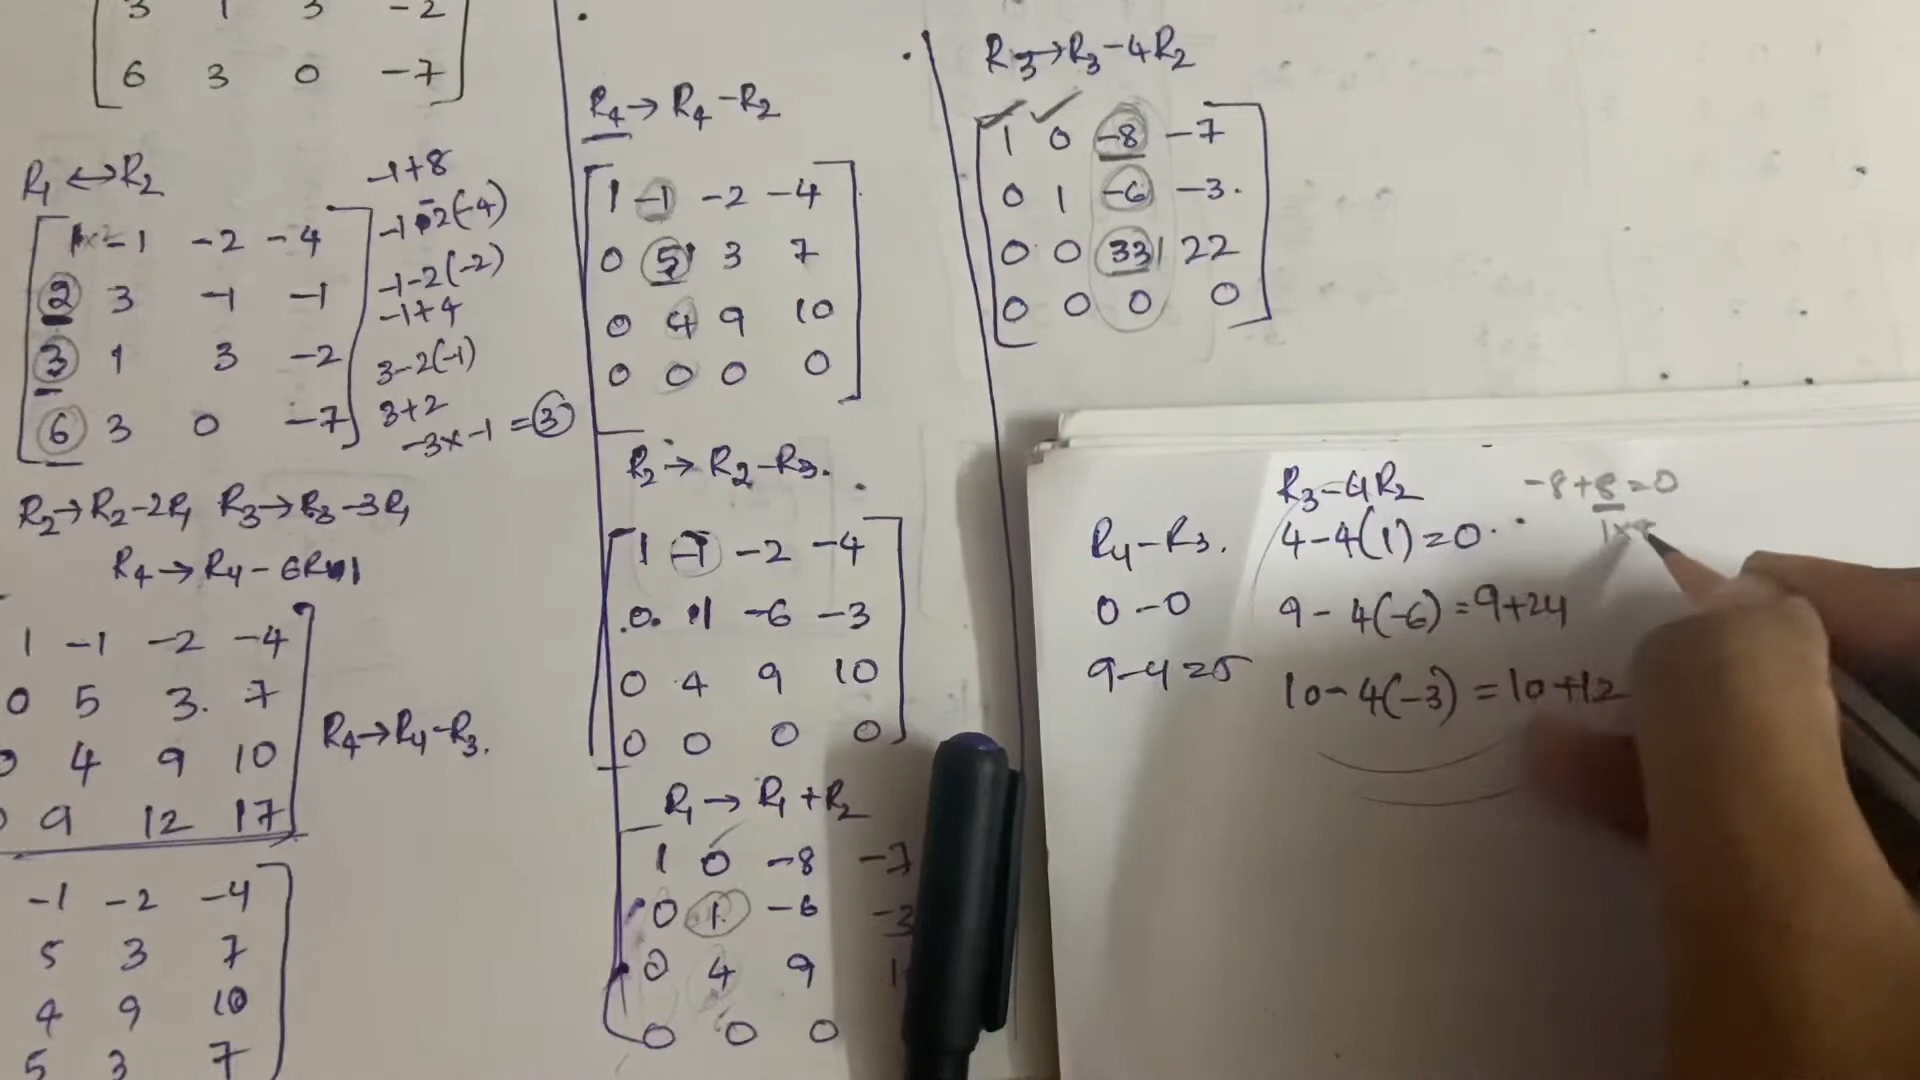 3 1 3 -2
6 3 0 -7
R1 ↔ R2
1 -1 -2 -4
2 3 -1 -1
3 1 3 -2
6 3 0 -7
-1+8
-1-2(-4)
-1-2(-2)
-1+4
3-2(-1)
3+2
-3x-1 = 3
R2→R2-2R1 R3→R3-3R1
R4→R4-6R1
1 -1 -2 -4
0 5 3. 7
0 4 9 10
0 9 12 17
R4→R4-R3.
-1 -2 -4
5 3 7
4 9 10
5 3 7
R4→R4-R2
1 -1 -2 -4
0 5 3 7
0 4 9 10
0 0 0 0
R2→R2-R3.
1 -1 -2 -4
0. 1 -6 -3
0 4 9 10
0 0 0 0
R1→R1+R2
1 0 -8 -7
0 1 -6 -3
0 4 9 1
0 0 0
R3→R3-4R2
1 0 -8 -7
0 1 -6 -3.
0 0 33 22
0 0 0 0
R4-R3.
0-0
9-4=5
R3-4R2
4-4(1)=0.
9-4(-6)=9+24
10-4(-3)=10+12
-8+8=0